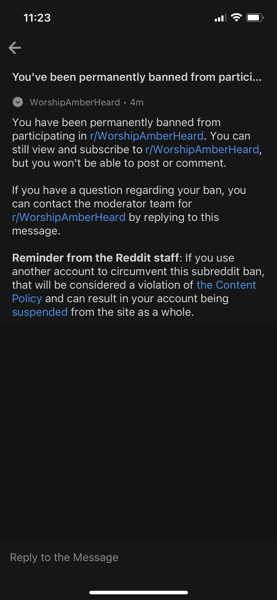 11:23
You've been permanently banned from partici...
WorshipAmberHeard • 4m
You have been permanently banned from
participating in r/WorshipAmberHeard. You can
still view and subscribe to r/WorshipAmberHeard,
but you won't be able to post or comment.
If you have a question regarding your ban, you
can contact the moderator team for
r/WorshipAmberHeard by replying to this
message.
Reminder from the Reddit staff: If you use
another account to circumvent this subreddit ban,
that will be considered a violation of the Content
Policy and can result in your account being
suspended from the site as a whole.
Reply to the Message